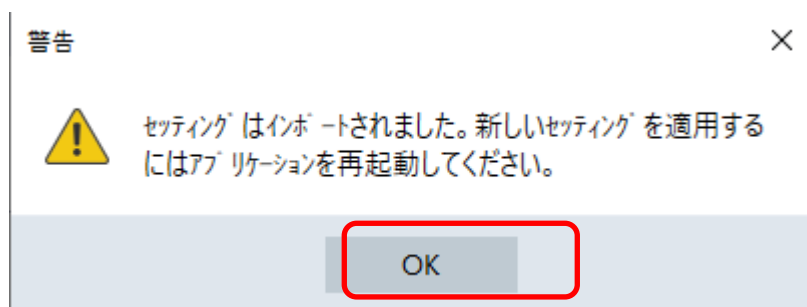 警告
ｾｯﾃｨﾝｸﾞはｲﾝﾎﾟｰﾄされました。新しいｾｯﾃｨﾝｸﾞを適用する
にはｱﾌﾟﾘｹｰｼｮﾝを再起動してください。
OK